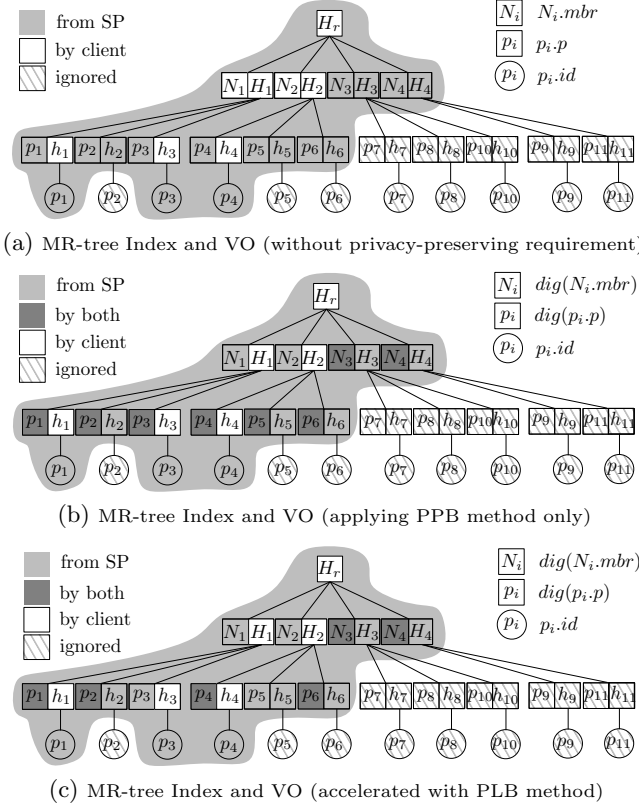 from SP
by client
ignored
H_r
N_i N_i.mbr
p_i p_i.p
p_i p_i.id
N_1 H_1 N_2 H_2 N_3 H_3 N_4 H_4
p_1 h_1 p_2 h_2 p_3 h_3 p_4 h_4 p_5 h_5 p_6 h_6 p_7 h_7 p_8 h_8 p_10 h_10 p_9 h_9 p_11 h_11
p_1 p_2 p_3 p_4 p_5 p_6 p_7 p_8 p_10 p_9 p_11
(a) MR-tree Index and VO (without privacy-preserving requirement)
from SP
by both
by client
ignored
H_r
N_i dig(N_i.mbr)
p_i dig(p_i.p)
p_i p_i.id
N_1 H_1 N_2 H_2 N_3 H_3 N_4 H_4
p_1 h_1 p_2 h_2 p_3 h_3 p_4 h_4 p_5 h_5 p_6 h_6 p_7 h_7 p_8 h_8 p_10 h_10 p_9 h_9 p_11 h_11
p_1 p_2 p_3 p_4 p_5 p_6 p_7 p_8 p_10 p_9 p_11
(b) MR-tree Index and VO (applying PPB method only)
from SP
by both
by client
ignored
H_r
N_i dig(N_i.mbr)
p_i dig(p_i.p)
p_i p_i.id
N_1 H_1 N_2 H_2 N_3 H_3 N_4 H_4
p_1 h_1 p_2 h_2 p_3 h_3 p_4 h_4 p_5 h_5 p_6 h_6 p_7 h_7 p_8 h_8 p_10 h_10 p_9 h_9 p_11 h_11
p_1 p_2 p_3 p_4 p_5 p_6 p_7 p_8 p_10 p_9 p_11
(c) MR-tree Index and VO (accelerated with PLB method)